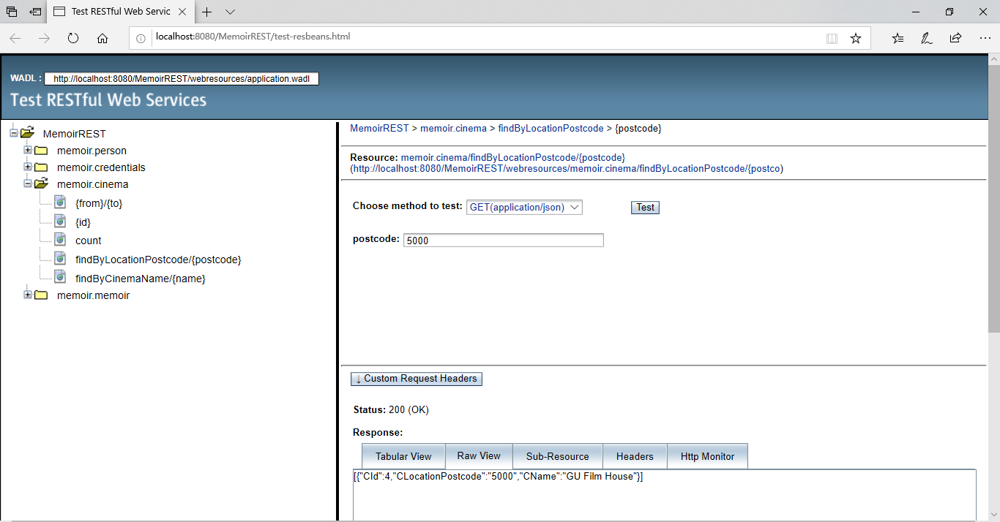 Test RESTful Web Servic
localhost:8080/MemoirREST/test-resbeans.html
WADL : http://localhost:8080/MemoirREST/webresources/application.wadl
Test RESTful Web Services
MemoirREST
memoir.person
memoir.credentials
memoir.cinema
{from}/{to}
{id}
count
findByLocationPostcode/{postcode}
findByCinemaName/{name}
memoir.memoir
MemoirREST > memoir.cinema > findByLocationPostcode > {postcode}
Resource: memoir.cinema/findByLocationPostcode/{postcode}
(http://localhost:8080/MemoirREST/webresources/memoir.cinema/findByLocationPostcode/{postco)
Choose method to test: GET(application/json) Test
postcode: 5000
↓ Custom Request Headers
Status: 200 (OK)
Response:
Tabular View Raw View Sub-Resource Headers Http Monitor
[{"CId":4,"CLocationPostcode":"5000","CName":"GU Film House"}]